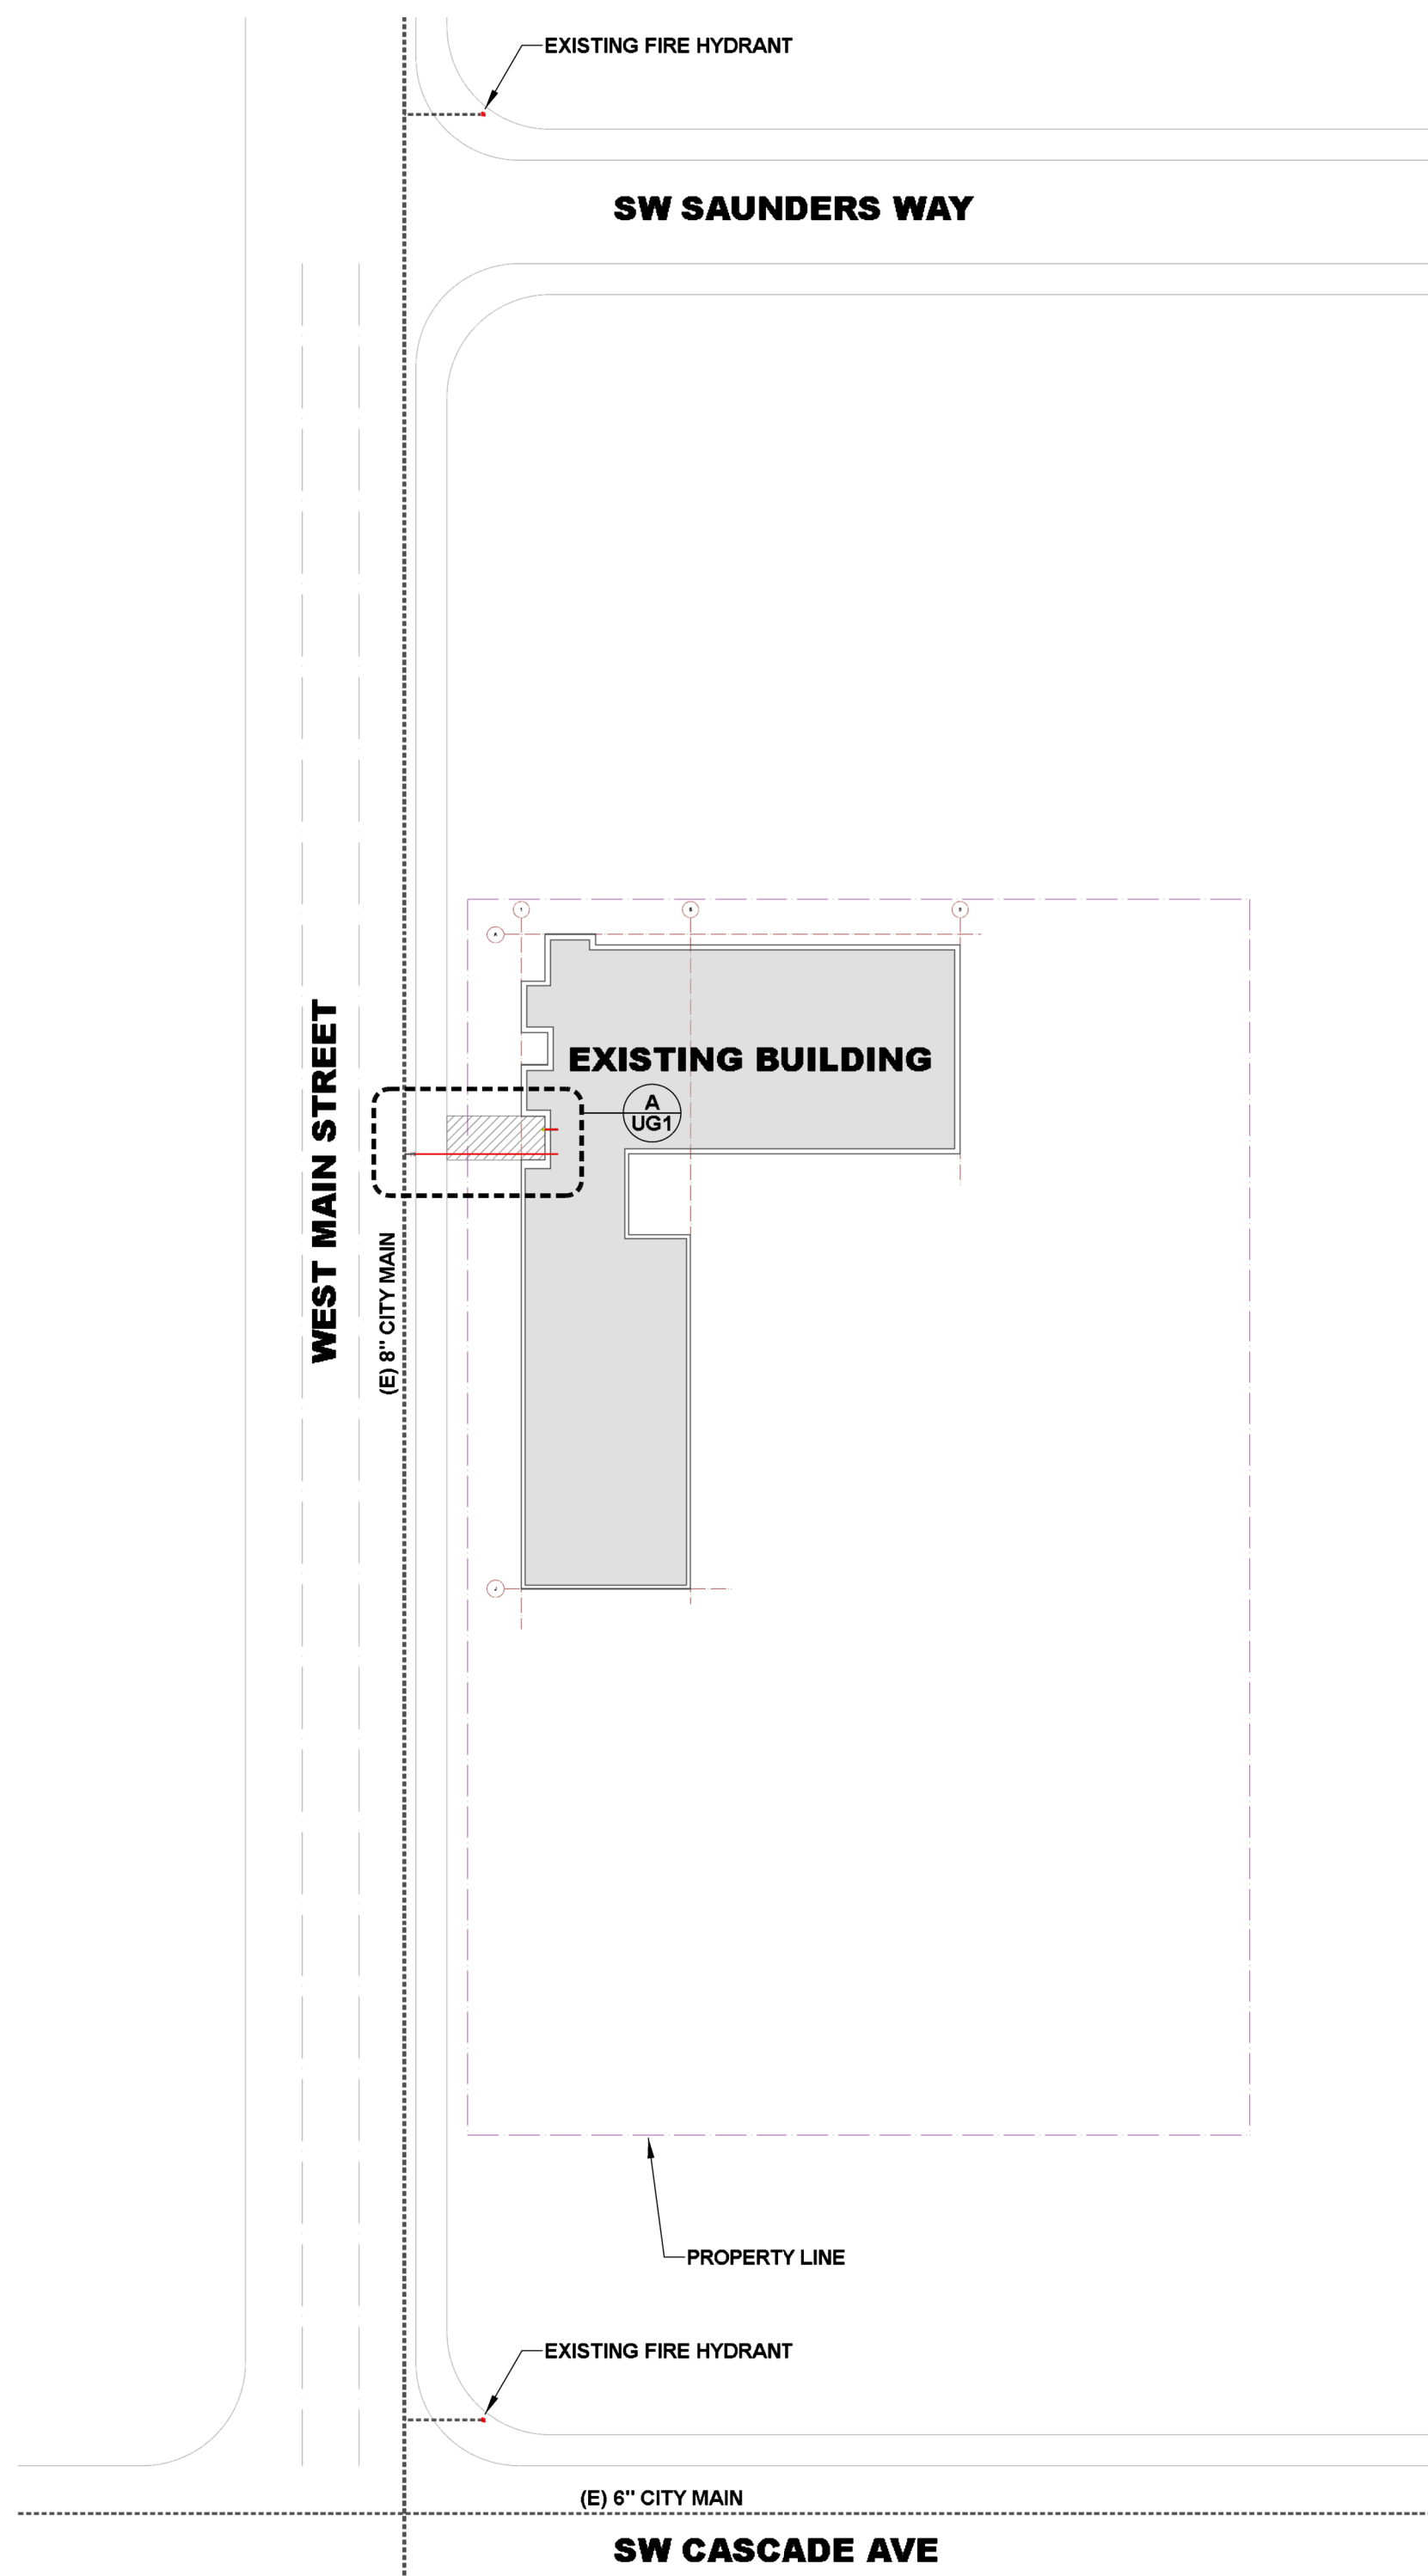 EXISTING FIRE HYDRANT
SW SAUNDERS WAY
1
A
EXISTING BUILDING
A
UG1
WEST MAIN STREET
(E) 8" CITY MAIN
J
PROPERTY LINE
EXISTING FIRE HYDRANT
(E) 6" CITY MAIN
SW CASCADE AVE